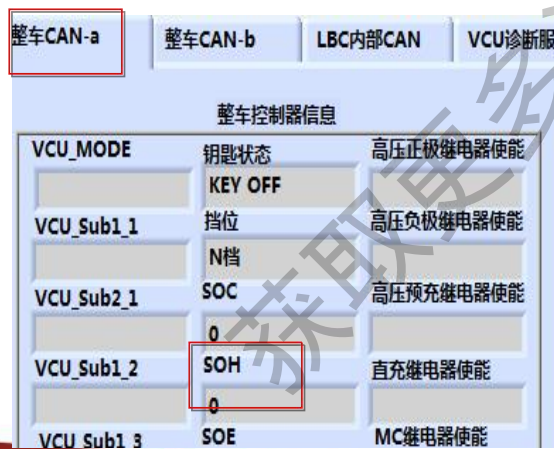 整车CAN-a 整车CAN-b LBC内部CAN VCU诊断服
整车控制器信息
VCU_MODE 钥匙状态 高压正极继电器使能
KEY OFF
VCU_Sub1_1 挡位 高压负极继电器使能
N档
VCU_Sub2_1 SOC 高压预充继电器使能
0
VCU_Sub1_2 SOH 直充继电器使能
0
VCU_Sub1_3 SOE MC继电器使能
获取更多